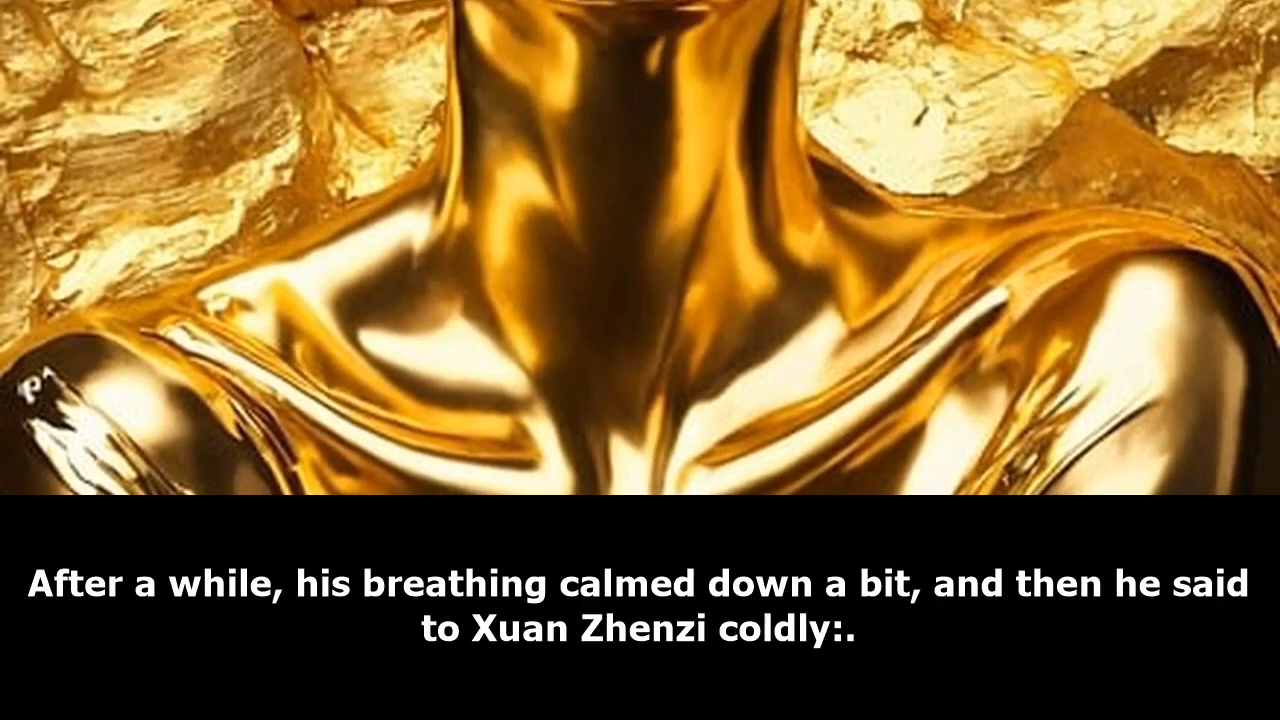 After a while, his breathing calmed down a bit, and then he said
to Xuan Zhenzi coldly:.